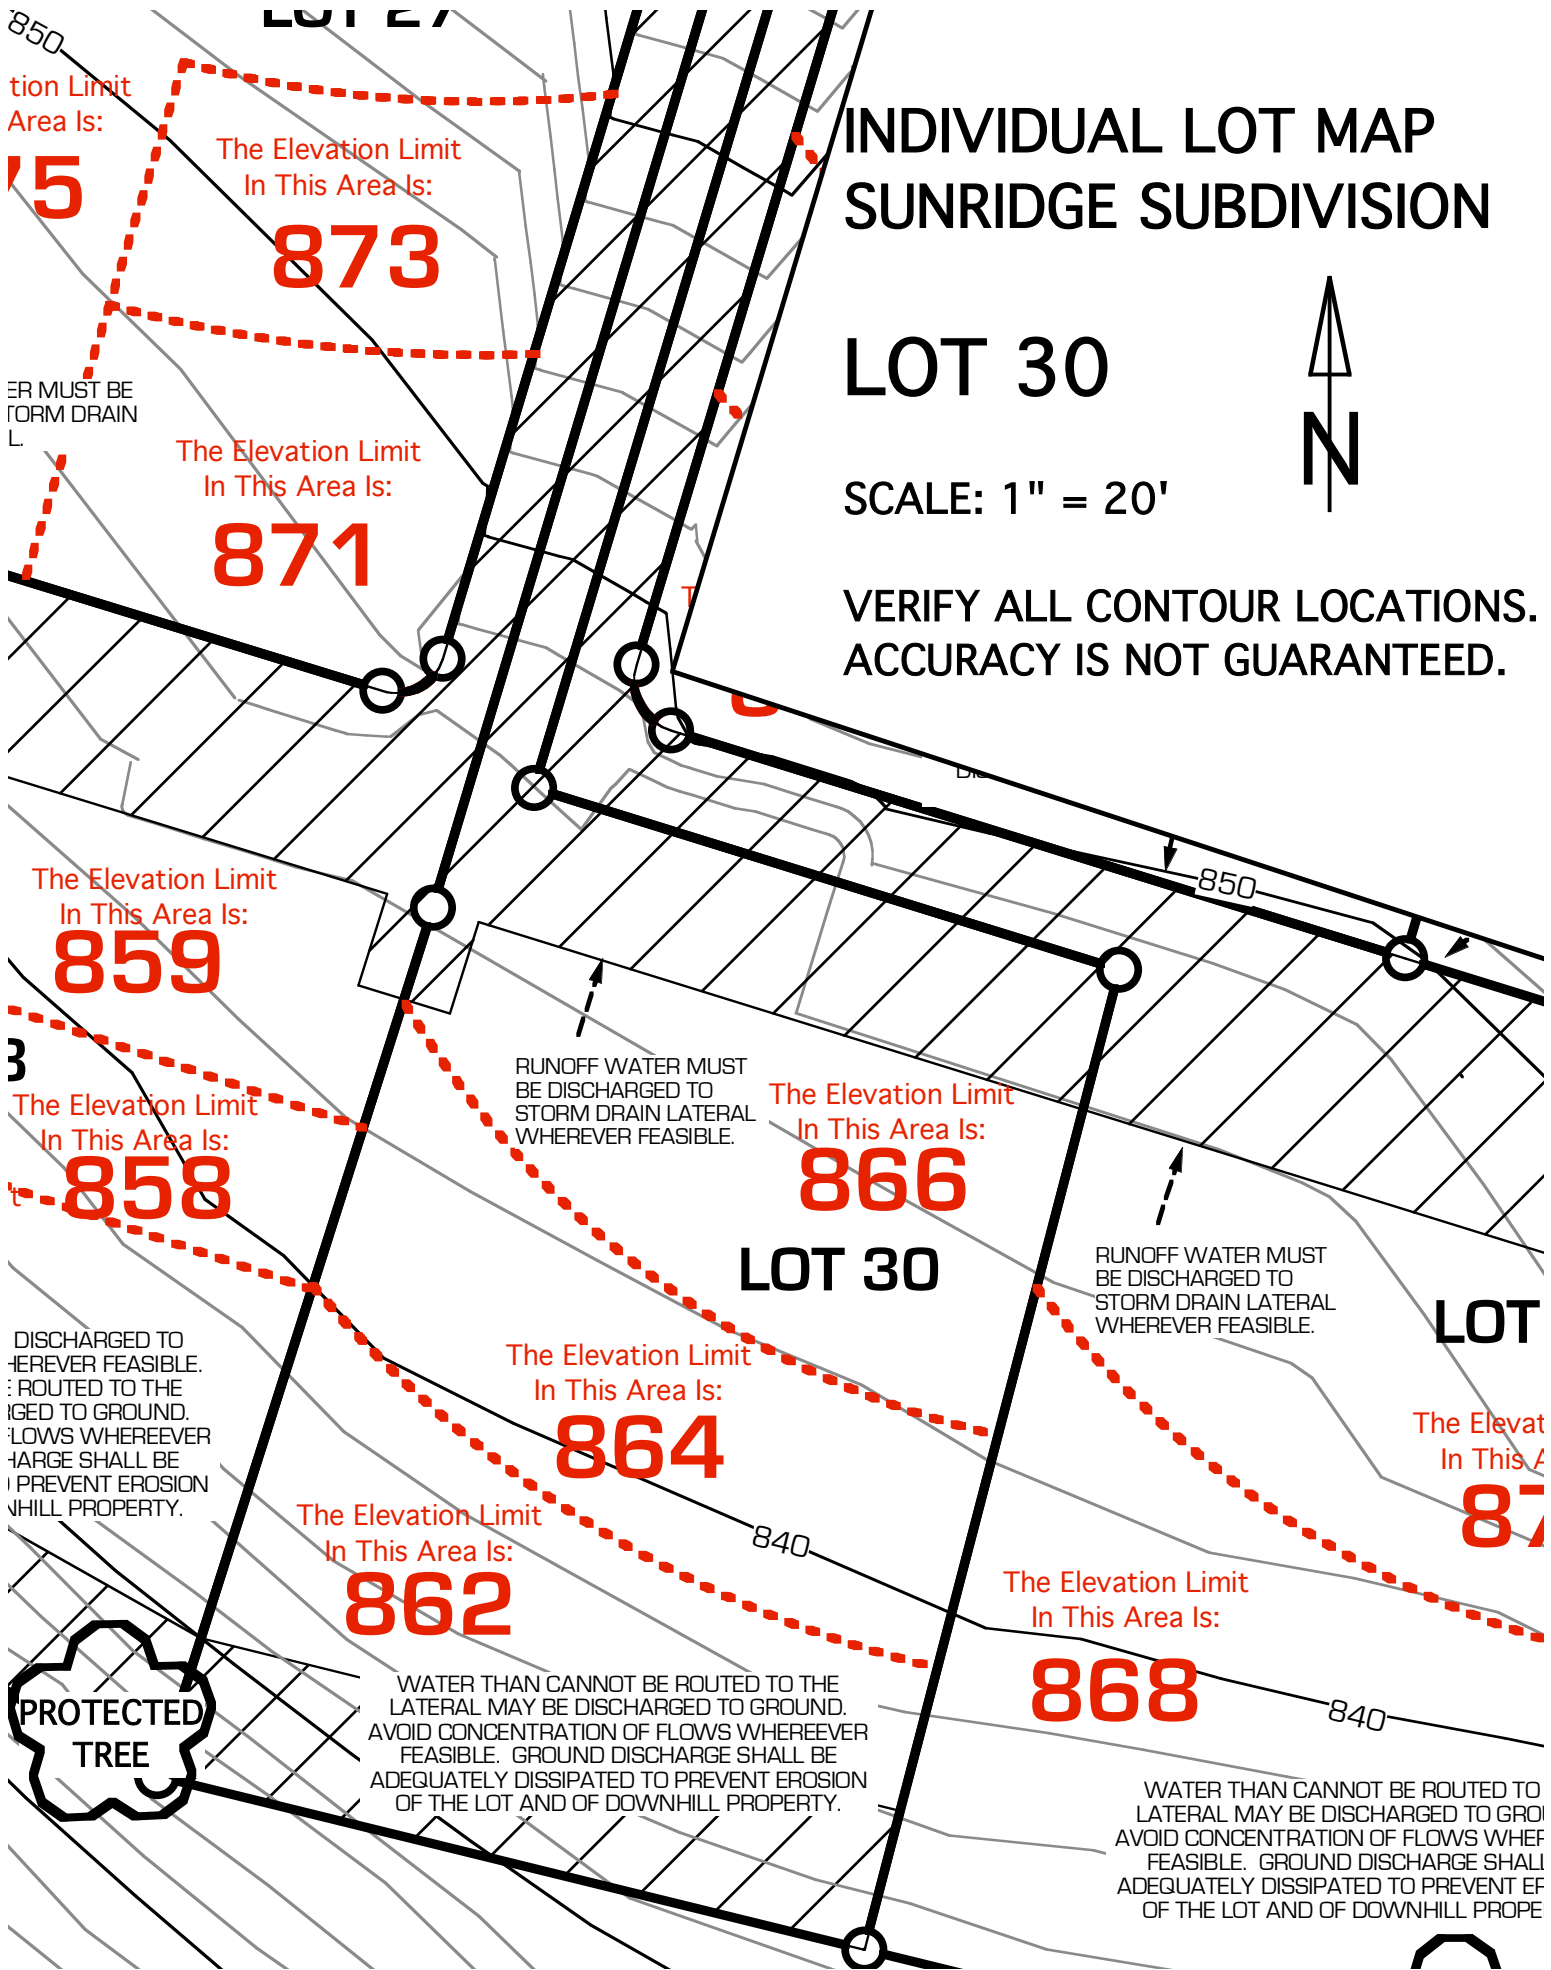 850
LOT 27
tion Limit
Area Is:
75
The Elevation Limit
In This Area Is:
873
INDIVIDUAL LOT MAP
SUNRIDGE SUBDIVISION
LOT 30
N
SCALE: 1" = 20'
VERIFY ALL CONTOUR LOCATIONS.
ACCURACY IS NOT GUARANTEED.
ER MUST BE
TORM DRAIN
L.
The Elevation Limit
In This Area Is:
871
T
850
The Elevation Limit
In This Area Is:
859
The Elevation Limit
In This Area Is:
858
t
RUNOFF WATER MUST
BE DISCHARGED TO
STORM DRAIN LATERAL
WHEREVER FEASIBLE.
The Elevation Limit
In This Area Is:
866
LOT 30
RUNOFF WATER MUST
BE DISCHARGED TO
STORM DRAIN LATERAL
WHEREVER FEASIBLE.
LOT
DISCHARGED TO
HEREVER FEASIBLE.
E ROUTED TO THE
RGED TO GROUND.
FLOWS WHEREEVER
HARGE SHALL BE
PREVENT EROSION
NHILL PROPERTY.
The Elevation Limit
In This Area Is:
864
The Elevat
In This A
87
The Elevation Limit
In This Area Is:
862
840
The Elevation Limit
In This Area Is:
868
840
PROTECTED
TREE
WATER THAN CANNOT BE ROUTED TO THE
LATERAL MAY BE DISCHARGED TO GROUND.
AVOID CONCENTRATION OF FLOWS WHEREEVER
FEASIBLE. GROUND DISCHARGE SHALL BE
ADEQUATELY DISSIPATED TO PREVENT EROSION
OF THE LOT AND OF DOWNHILL PROPERTY.
WATER THAN CANNOT BE ROUTED TO
LATERAL MAY BE DISCHARGED TO GROU
AVOID CONCENTRATION OF FLOWS WHER
FEASIBLE. GROUND DISCHARGE SHALL
ADEQUATELY DISSIPATED TO PREVENT ER
OF THE LOT AND OF DOWNHILL PROPE